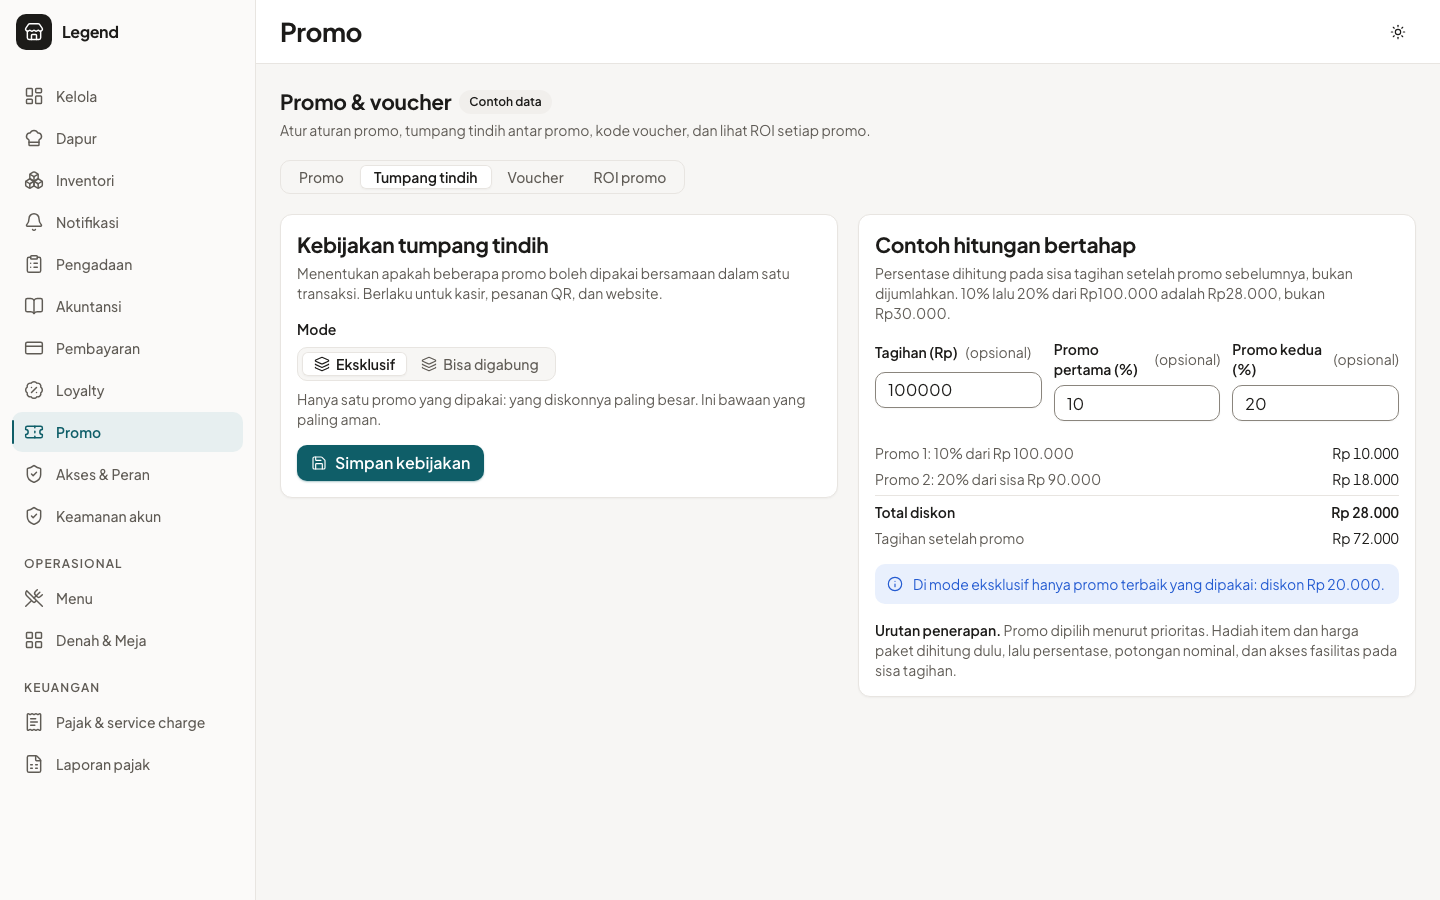 Legend
Kelola
Dapur
Inventori
Notifikasi
Pengadaan
Akuntansi
Pembayaran
Loyalty
Promo
Akses & Peran
Keamanan akun
OPERASIONAL
Menu
Denah & Meja
KEUANGAN
Pajak & service charge
Laporan pajak
Promo
Promo & voucher
Contoh data
Atur aturan promo, tumpang tindih antar promo, kode voucher, dan lihat ROI setiap promo.
Promo
Tumpang tindih
Voucher
ROI promo
Kebijakan tumpang tindih
Menentukan apakah beberapa promo boleh dipakai bersamaan dalam satu
transaksi. Berlaku untuk kasir, pesanan QR, dan website.
Mode
Eksklusif
Bisa digabung
Hanya satu promo yang dipakai: yang diskonnya paling besar. Ini bawaan yang
paling aman.
Simpan kebijakan
Contoh hitungan bertahap
Persentase dihitung pada sisa tagihan setelah promo sebelumnya, bukan
dijumlahkan. 10% lalu 20% dari Rp100.000 adalah Rp28.000, bukan
Rp30.000.
Tagihan (Rp) (opsional)
100000
Promo
pertama (%) (opsional)
10
Promo kedua
(%) (opsional)
20
Promo 1: 10% dari Rp 100.000 Rp 10.000
Promo 2: 20% dari sisa Rp 90.000 Rp 18.000
Total diskon Rp 28.000
Tagihan setelah promo Rp 72.000
Di mode eksklusif hanya promo terbaik yang dipakai: diskon Rp 20.000.
Urutan penerapan. Promo dipilih menurut prioritas. Hadiah item dan harga
paket dihitung dulu, lalu persentase, potongan nominal, dan akses fasilitas pada
sisa tagihan.